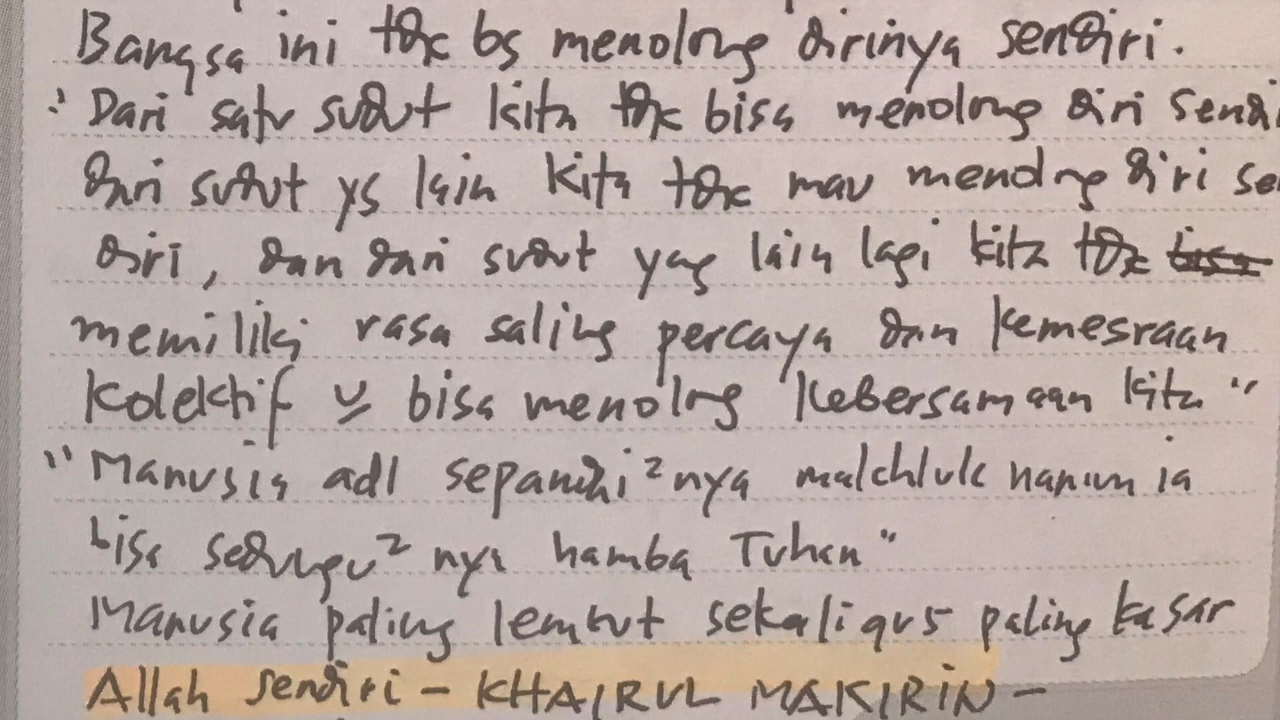 Bangsa ini tdk bs menolong dirinya sendiri.
" Dari satu sudut kita tdk bisa menolong diri sendi
dari sudut yg lain kita tdk mau menolong diri se
diri, dan dari sudut yang lain lagi kita tdk bisa
memiliki rasa saling percaya dan kemesraan
kolektif u/ bisa menolong kebersamaan kita "
" Manusia adl sepandai²nya makhluk namun ia
bisa sedungu²nya hamba Tuhan "
Manusia paling lembut sekaligus paling kasar
Allah sendiri - KHAIRUL MAKIRIN -